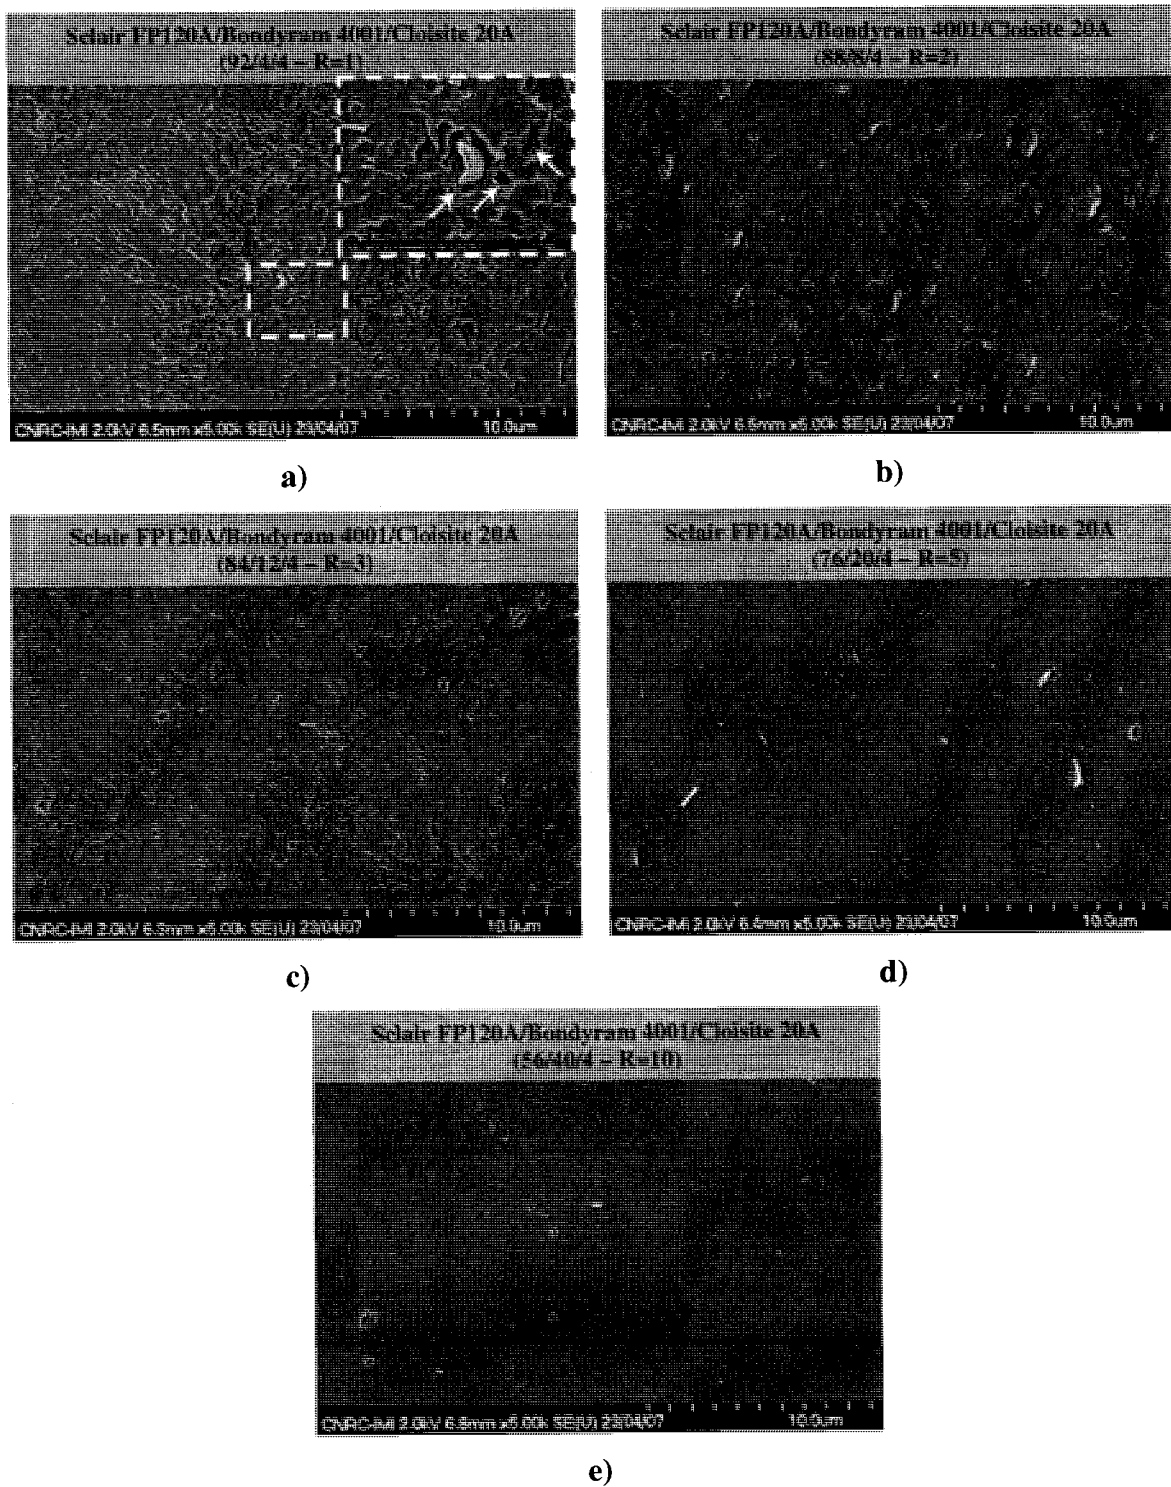 Sclair FP120A/Bondyram 4001/Cloisite 20A
(92/4/4 – R=1)
CNRC-IMI 2.0kV 6.5mm x5.00k SE(U) 23/04/07 10.0um
a)
Sclair FP120A/Bondyram 4001/Cloisite 20A
(88/8/4 – R=2)
CNRC-IMI 2.0kV 6.5mm x5.00k SE(U) 23/04/07 10.0um
b)
Sclair FP120A/Bondyram 4001/Cloisite 20A
(84/12/4 – R=3)
CNRC-IMI 2.0kV 6.3mm x5.00k SE(U) 23/04/07 10.0um
c)
Sclair FP120A/Bondyram 4001/Cloisite 20A
(76/20/4 – R=5)
CNRC-IMI 2.0kV 6.4mm x5.00k SE(U) 23/04/07 10.0um
d)
Sclair FP120A/Bondyram 4001/Cloisite 20A
(56/40/4 – R=10)
CNRC-IMI 2.0kV x5.00k SE(U) 23/04/07 10.0um
e)